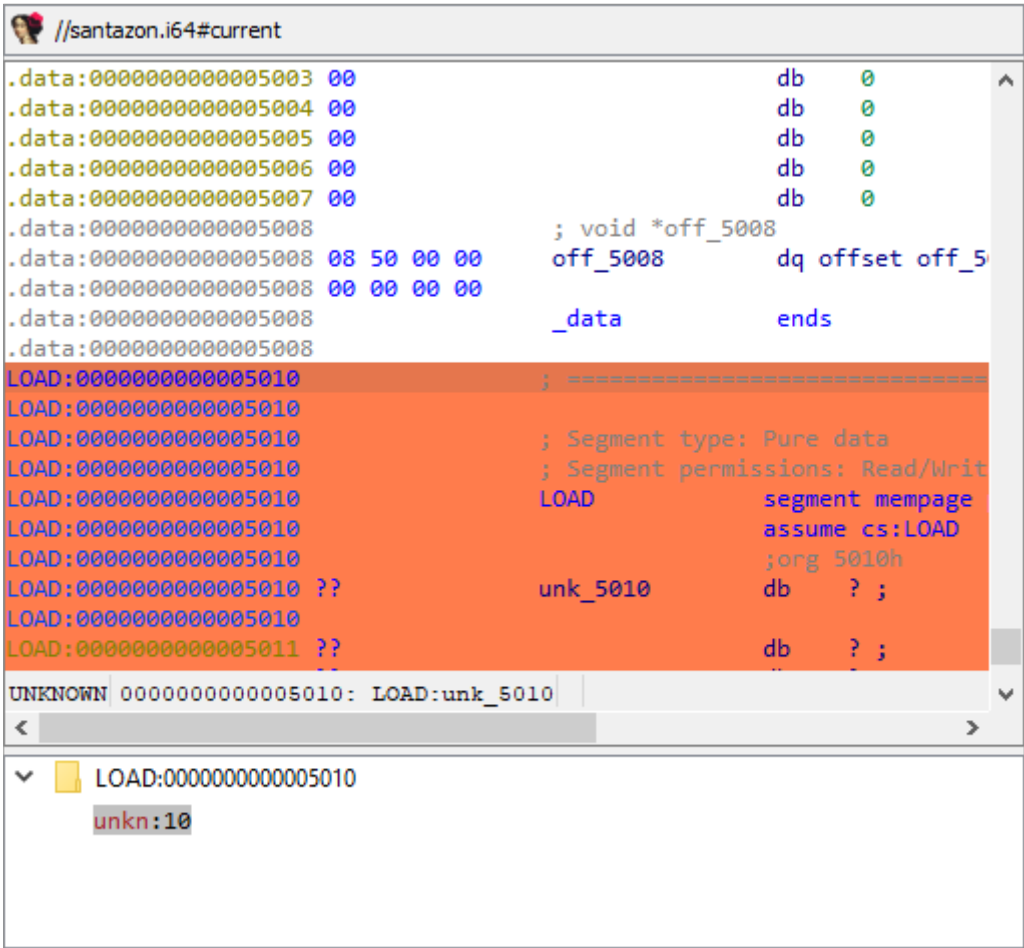 //santazon.i64#current
.data:0000000000005003 00 db 0
.data:0000000000005004 00 db 0
.data:0000000000005005 00 db 0
.data:0000000000005006 00 db 0
.data:0000000000005007 00 db 0
.data:0000000000005008 ; void *off_5008
.data:0000000000005008 08 50 00 00 off_5008 dq offset off_5
.data:0000000000005008 00 00 00 00
.data:0000000000005008 _data ends
.data:0000000000005008
LOAD:0000000000005010 ; ==============================
LOAD:0000000000005010
LOAD:0000000000005010 ; Segment type: Pure data
LOAD:0000000000005010 ; Segment permissions: Read/Writ
LOAD:0000000000005010 LOAD segment mempage
LOAD:0000000000005010 assume cs:LOAD
LOAD:0000000000005010 ;org 5010h
LOAD:0000000000005010 ?? unk_5010 db ? ;
LOAD:0000000000005010
LOAD:0000000000005011 ?? db ? ;
UNKNOWN 0000000000005010: LOAD:unk_5010
LOAD:0000000000005010
unkn:10